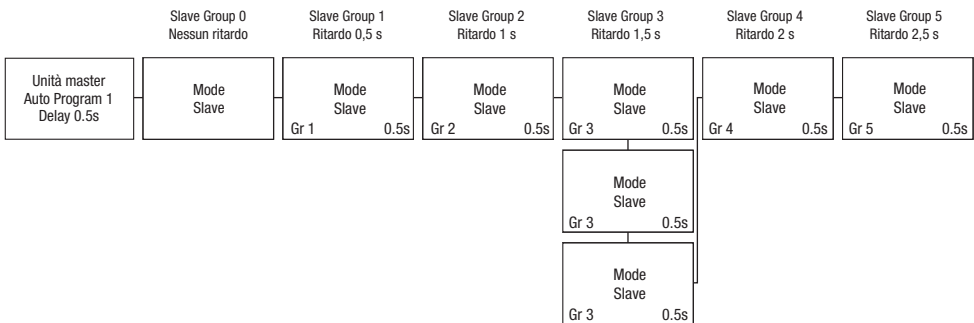 Slave Group 0
Nessun ritardo
Slave Group 1
Ritardo 0,5 s
Slave Group 2
Ritardo 1 s
Slave Group 3
Ritardo 1,5 s
Slave Group 4
Ritardo 2 s
Slave Group 5
Ritardo 2,5 s
Unità master
Auto Program 1
Delay 0.5s
Mode
Slave
Mode
Slave
Gr 1 0.5s
Mode
Slave
Gr 2 0.5s
Mode
Slave
Gr 3 0.5s
Mode
Slave
Gr 4 0.5s
Mode
Slave
Gr 5 0.5s
Mode
Slave
Gr 3 0.5s
Mode
Slave
Gr 3 0.5s